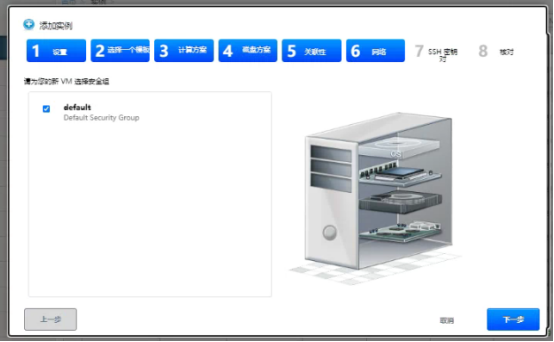 添加实例
1 设置
2 选择一个模板
3 计算方案
4 磁盘方案
5 关联性
6 网络
7 SSH 密钥对
8 核对
请为您的新 VM 选择安全组
default
Default Security Group
OS
上一步
取消
下一步